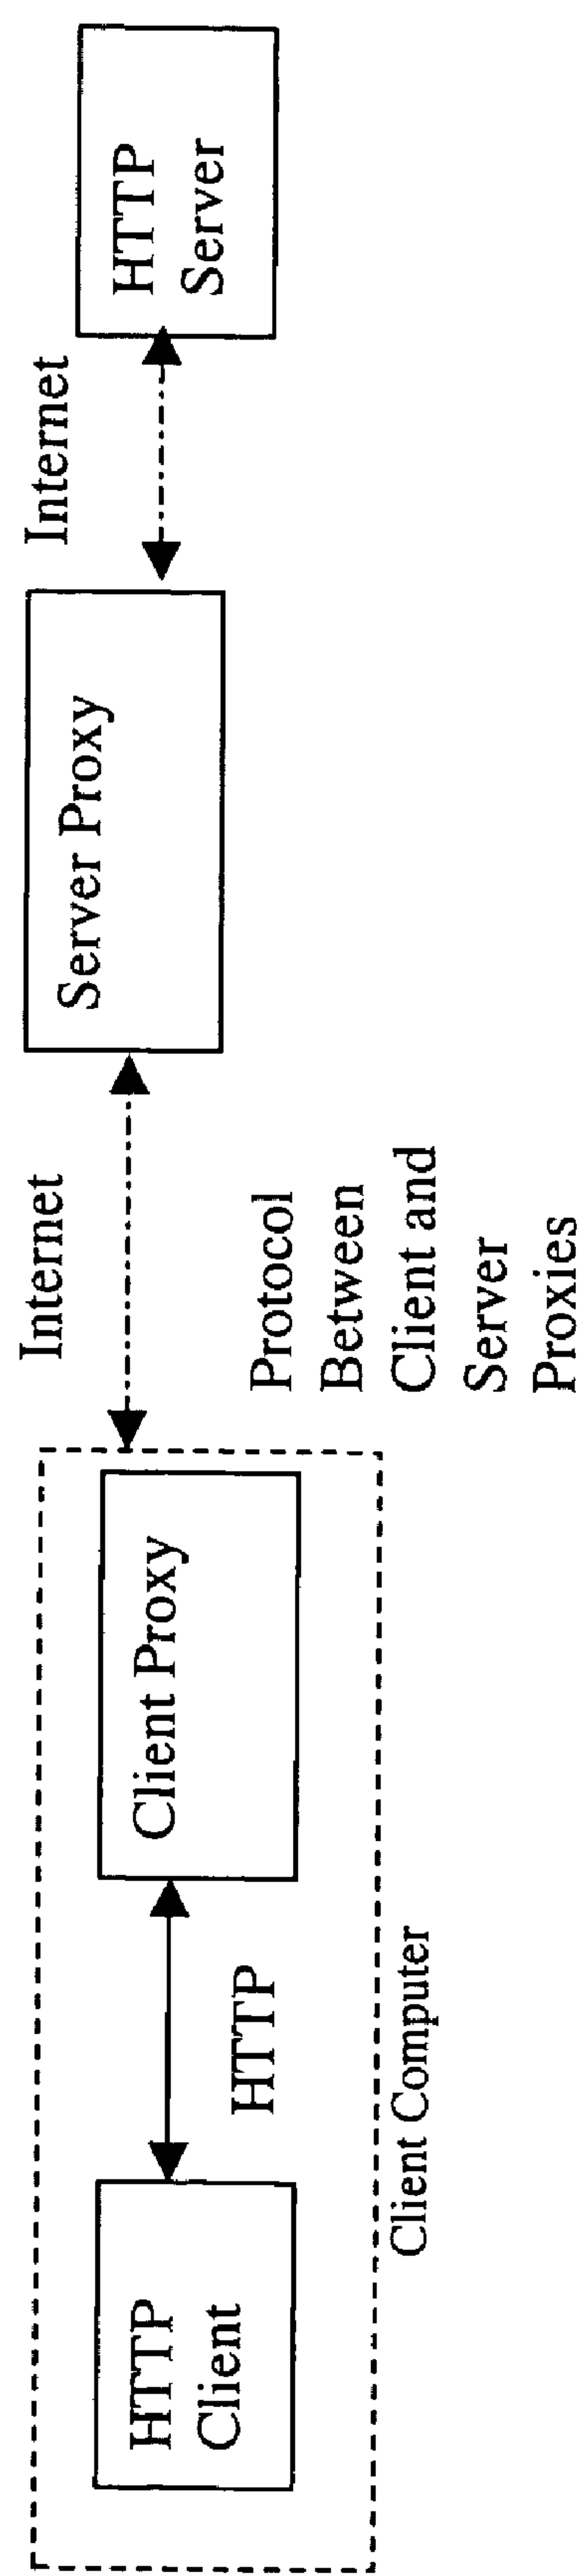 HTTP
Client
HTTP
Client Computer
Client Proxy
Internet
Protocol
Between
Client and
Server
Proxies
Server Proxy
Internet
HTTP
Server